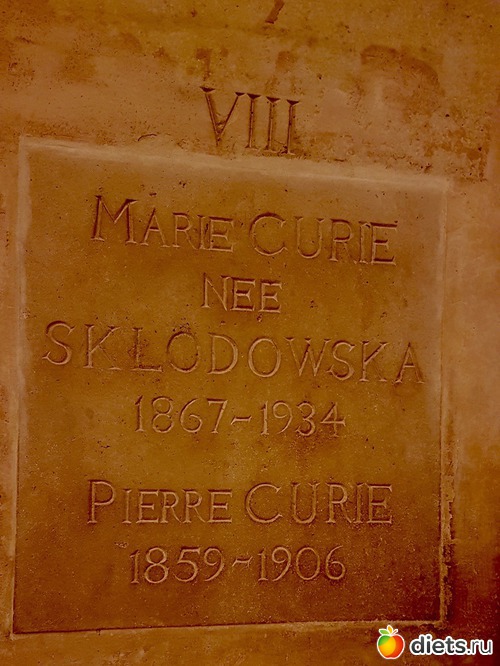 VIII
MARIE CURIE
NEE
SKLODOWSKA
1867~1934
PIERRE CURIE
1859~1906
diets.ru